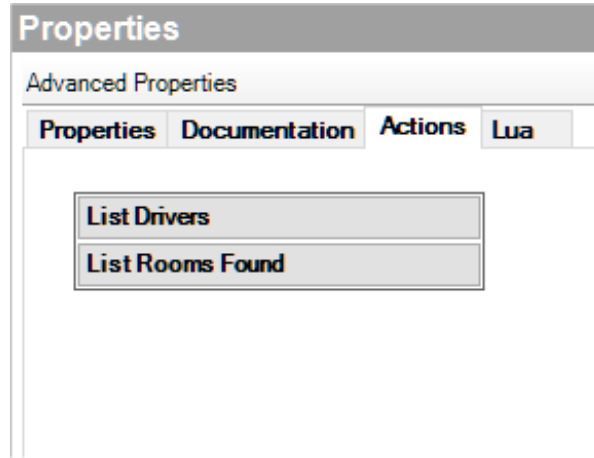 Properties
Advanced Properties
Properties Documentation Actions Lua
List Drivers
List Rooms Found